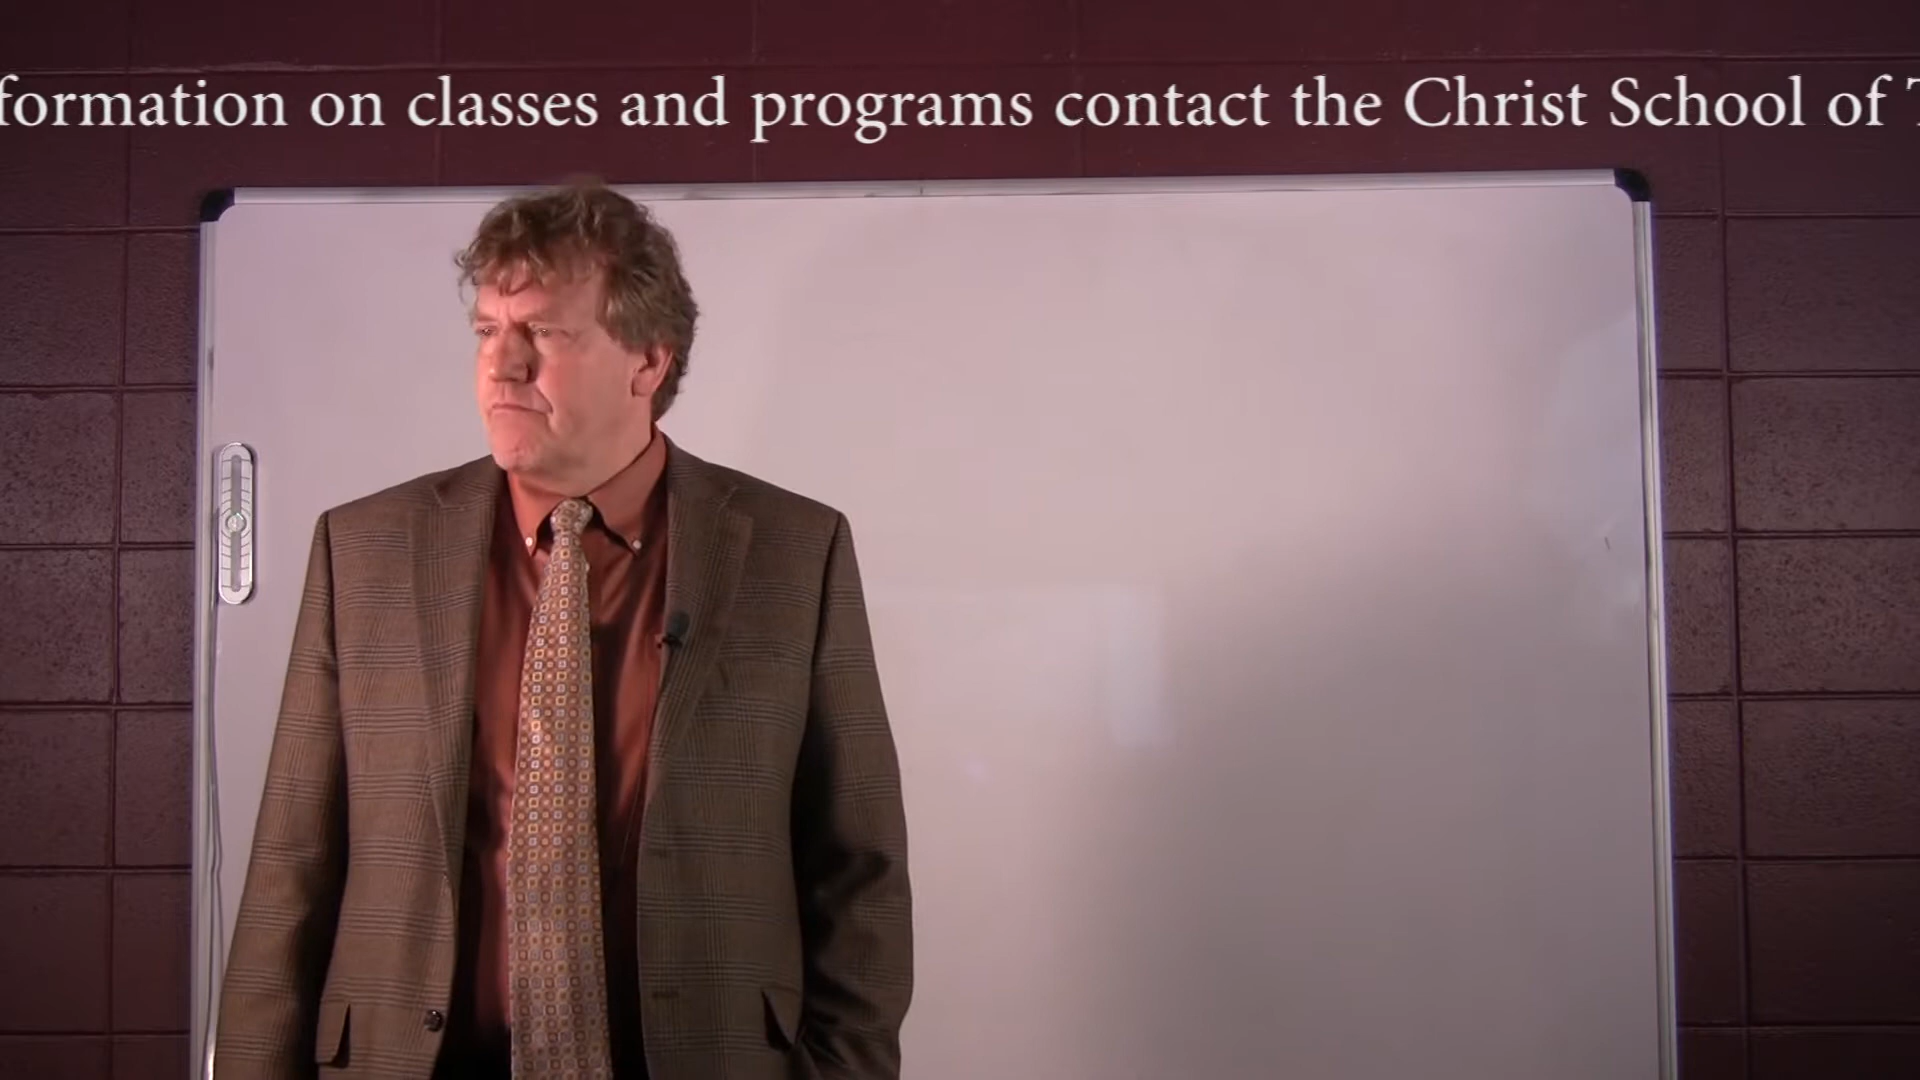 formation on classes and programs contact the Christ School of